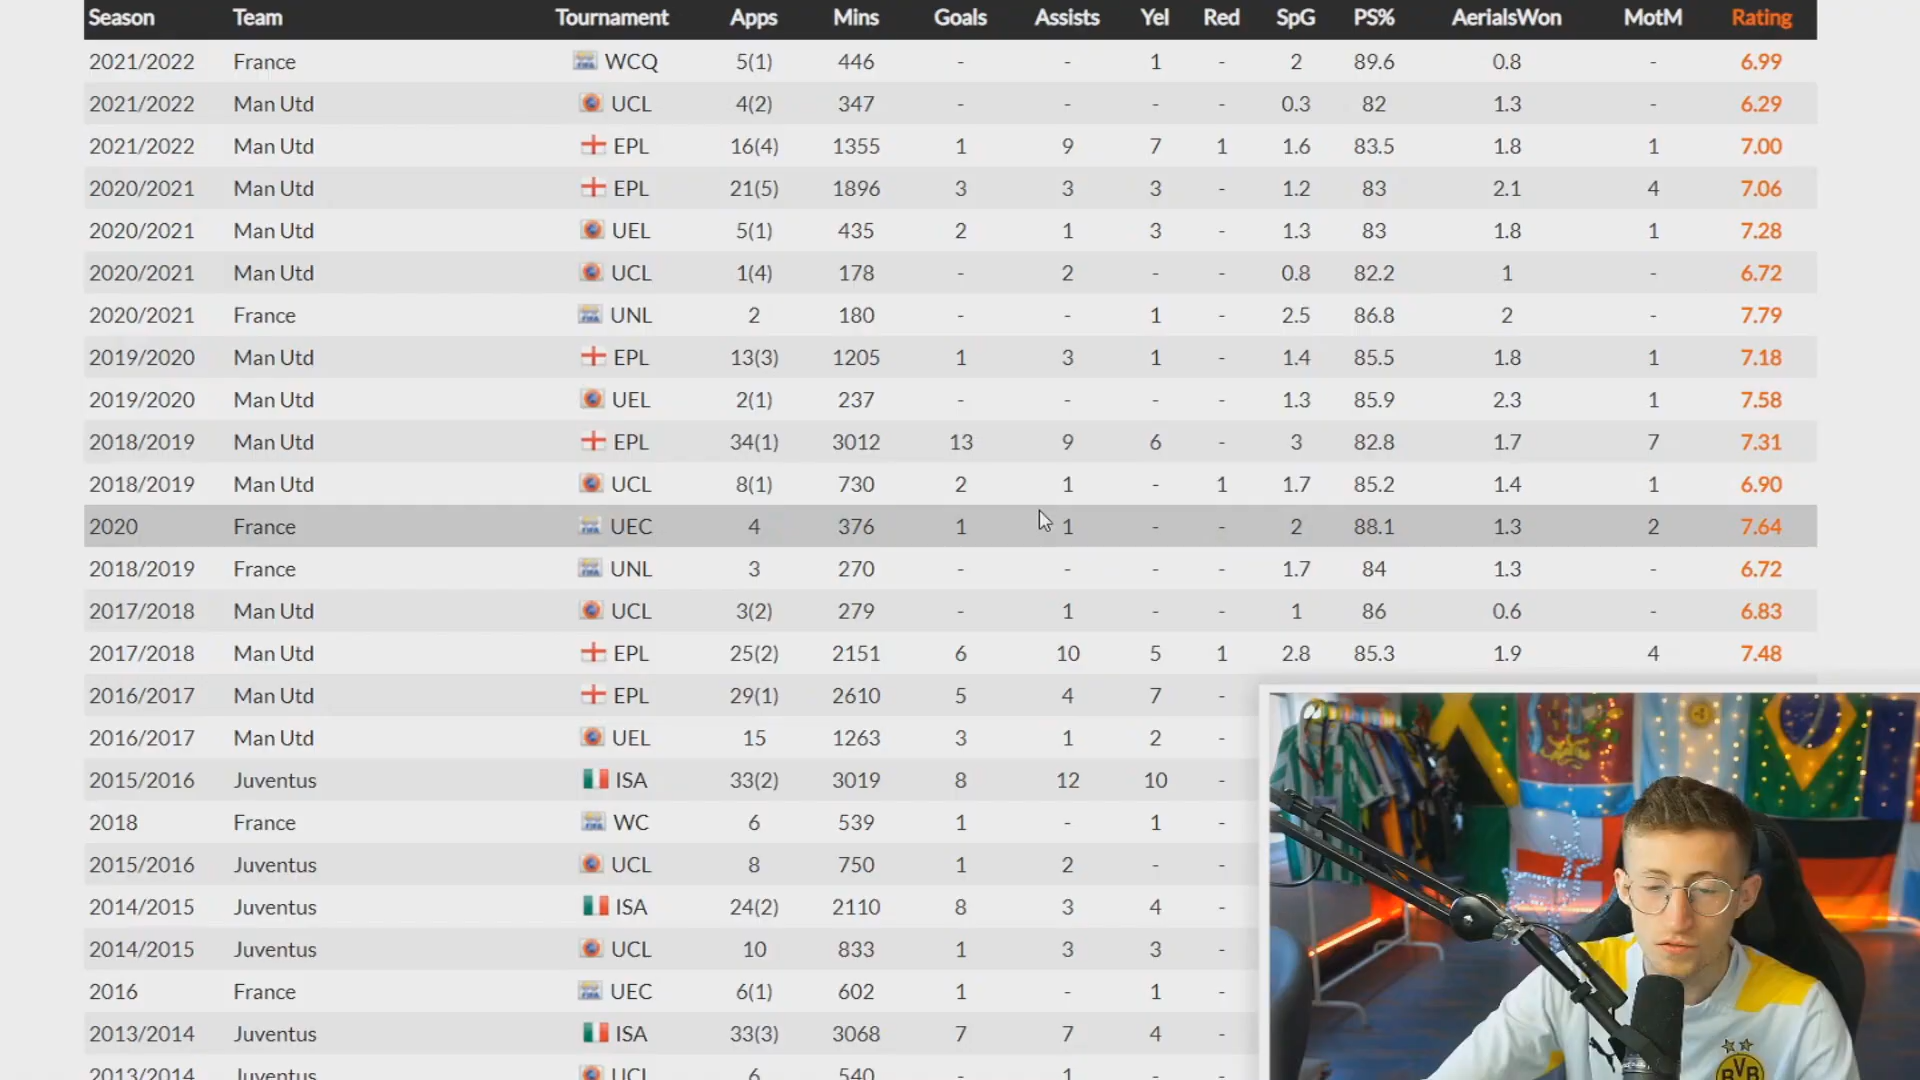 Season Team Tournament Apps Mins Goals Assists Yel Red SpG PS% AerialsWon MotM Rating
2021/2022 France WCQ 5(1) 446 - - 1 - 2 89.6 0.8 - 6.99
2021/2022 Man Utd UCL 4(2) 347 - - - - 0.3 82 1.3 - 6.29
2021/2022 Man Utd EPL 16(4) 1355 1 9 7 1 1.6 83.5 1.8 1 7.00
2020/2021 Man Utd EPL 21(5) 1896 3 3 3 - 1.2 83 2.1 4 7.06
2020/2021 Man Utd UEL 5(1) 435 2 1 3 - 1.3 83 1.8 1 7.28
2020/2021 Man Utd UCL 1(4) 178 - 2 - - 0.8 82.2 1 - 6.72
2020/2021 France UNL 2 180 - - 1 - 2.5 86.8 2 - 7.79
2019/2020 Man Utd EPL 13(3) 1205 1 3 1 - 1.4 85.5 1.8 1 7.18
2019/2020 Man Utd UEL 2(1) 237 - - - - 1.3 85.9 2.3 1 7.58
2018/2019 Man Utd EPL 34(1) 3012 13 9 6 - 3 82.8 1.7 7 7.31
2018/2019 Man Utd UCL 8(1) 730 2 1 - 1 1.7 85.2 1.4 1 6.90
2020 France UEC 4 376 1 1 - - 2 88.1 1.3 2 7.64
2018/2019 France UNL 3 270 - - - - 1.7 84 1.3 - 6.72
2017/2018 Man Utd UCL 3(2) 279 - 1 - - 1 86 0.6 - 6.83
2017/2018 Man Utd EPL 25(2) 2151 6 10 5 1 2.8 85.3 1.9 4 7.48
2016/2017 Man Utd EPL 29(1) 2610 5 4 7 -
2016/2017 Man Utd UEL 15 1263 3 1 2 -
2015/2016 Juventus ISA 33(2) 3019 8 12 10 -
2018 France WC 6 539 1 - 1 -
2015/2016 Juventus UCL 8 750 1 2 - -
2014/2015 Juventus ISA 24(2) 2110 8 3 4 -
2014/2015 Juventus UCL 10 833 1 3 3 -
2016 France UEC 6(1) 602 1 - 1 -
2013/2014 Juventus ISA 33(3) 3068 7 7 4 -
2013/2014 Juventus UCL 6 540 - 1 - -
BVB